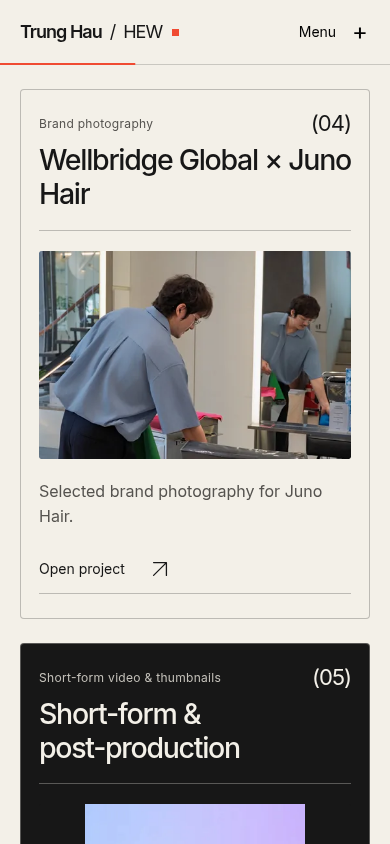 Trung Hau / HEW
Menu +
Brand photography
(04)
Wellbridge Global × Juno
Hair
Selected brand photography for Juno
Hair.
Open project
Short-form video & thumbnails
(05)
Short-form &
post-production